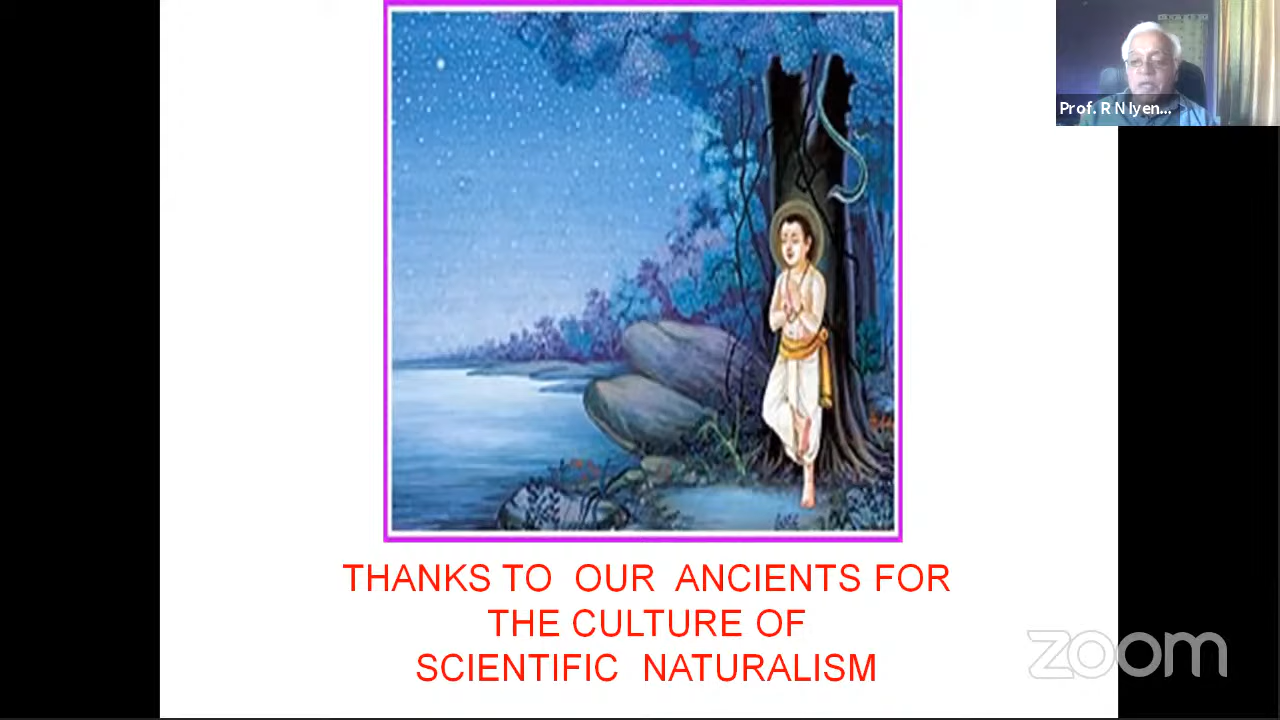 Prof. R N Iyen...
THANKS TO OUR ANCIENTS FOR
THE CULTURE OF
SCIENTIFIC NATURALISM
zoom